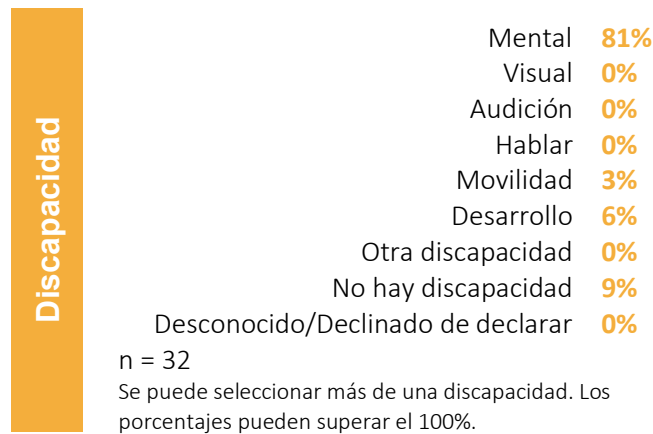 Discapacidad
Mental 81%
Visual 0%
Audición 0%
Hablar 0%
Movilidad 3%
Desarrollo 6%
Otra discapacidad 0%
No hay discapacidad 9%
Desconocido/Declinado de declarar 0%
n = 32
Se puede seleccionar más de una discapacidad. Los
porcentajes pueden superar el 100%.